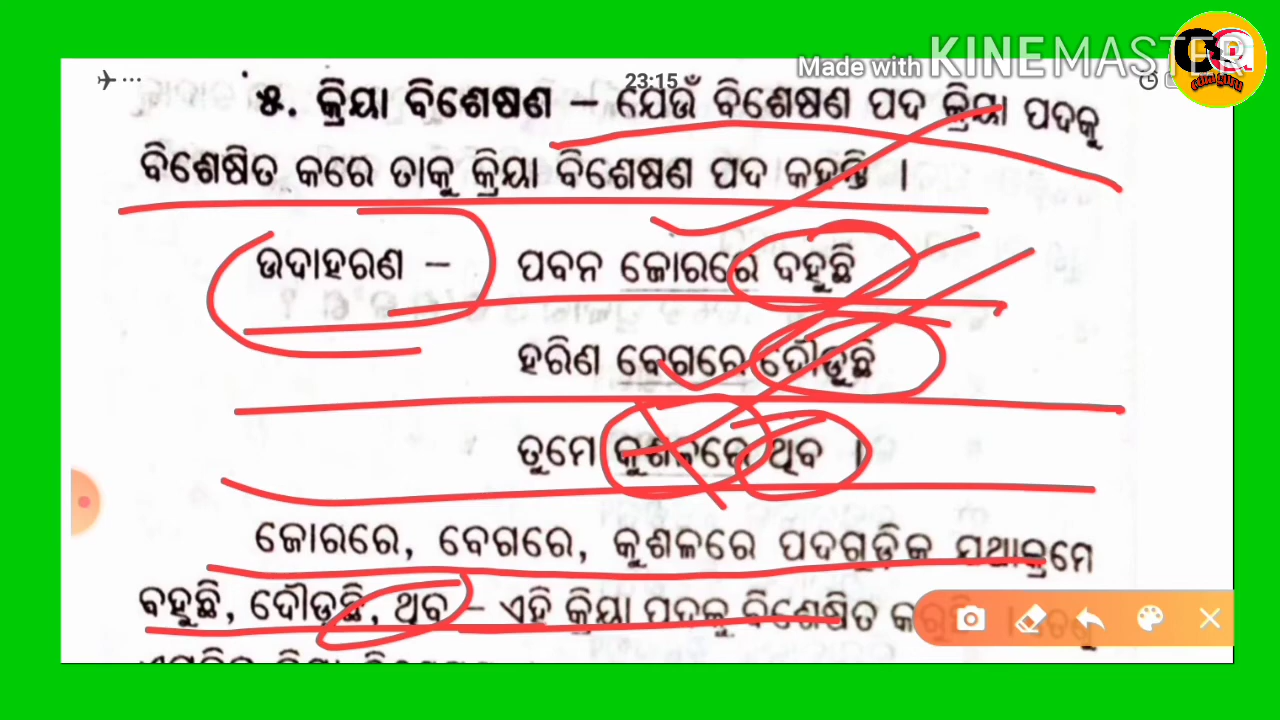 Made with KINEMASTER
23:15
୫. କ୍ରିୟା ବିଶେଷଣ – ଯେଉଁ ବିଶେଷଣ ପଦ କ୍ରିୟା ପଦକୁ
ବିଶେଷିତ କରେ ତାକୁ କ୍ରିୟା ବିଶେଷଣ ପଦ କହନ୍ତି ।
ଉଦାହରଣ – ପବନ ଜୋରରେ ବହୁଛି
ହରିଣ ବେଗରେ ଦୌଡୁଛି
ତୁମେ କୁଶଳରେ ଥିବ ।
ଜୋରରେ, ବେଗରେ, କୁଶଳରେ ପଦଗୁଡ଼ିକ ଯଥାକ୍ରମେ
ବହୁଛି, ଦୌଡୁଛି, ଥିବ – ଏହି କ୍ରିୟା ପଦକୁ ବିଶେଷିତ